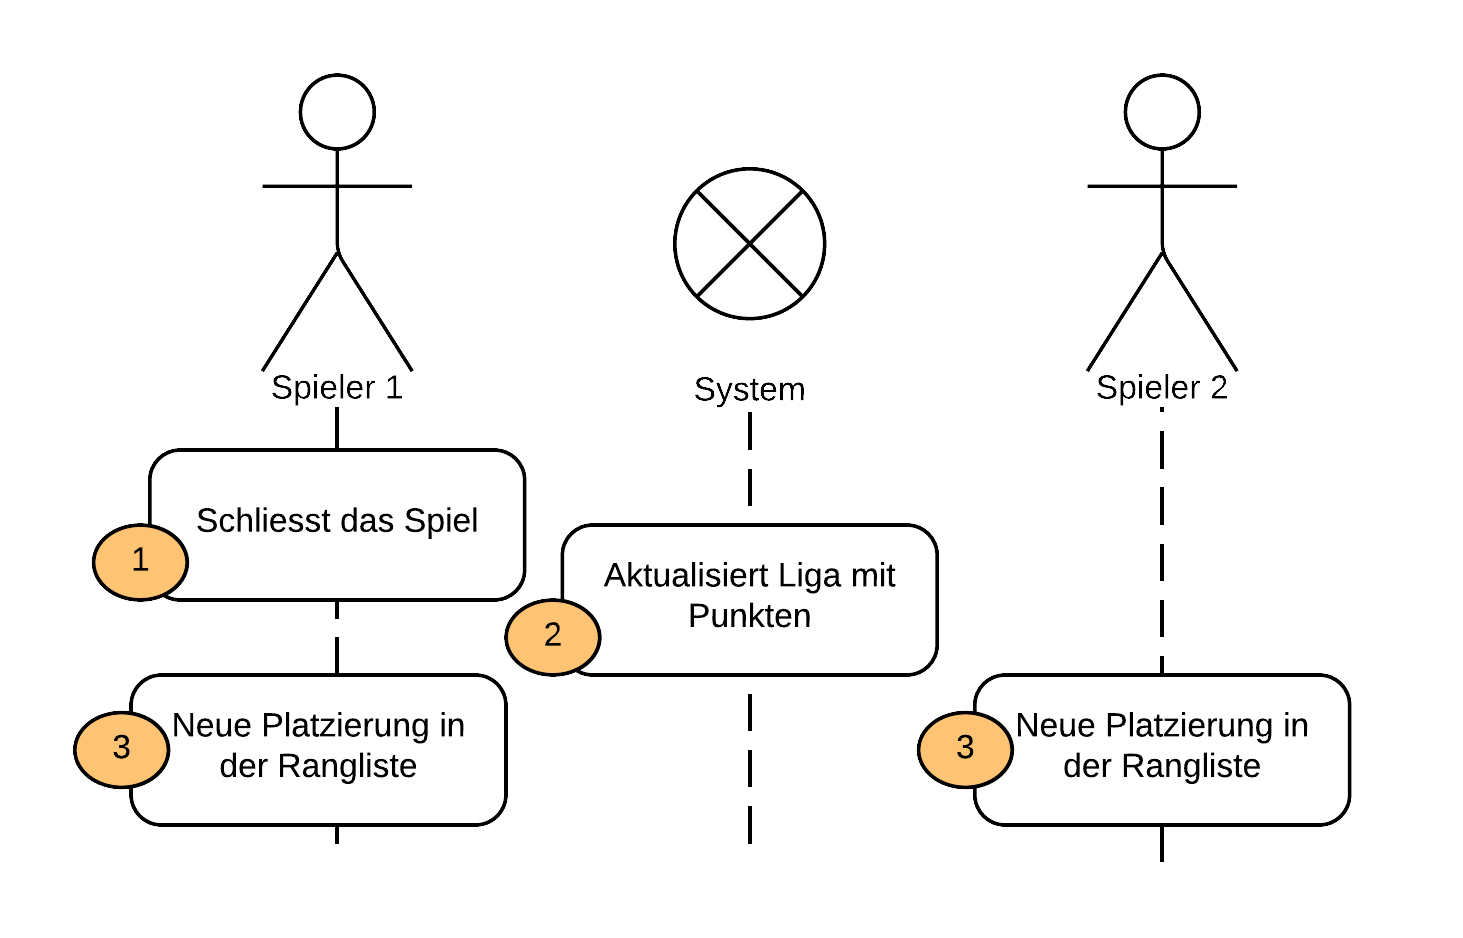 Spieler 1
System
Spieler 2
Schliesst das Spiel
1
Aktualisiert Liga mit
Punkten
2
Neue Platzierung in
der Rangliste
3
Neue Platzierung in
der Rangliste
3